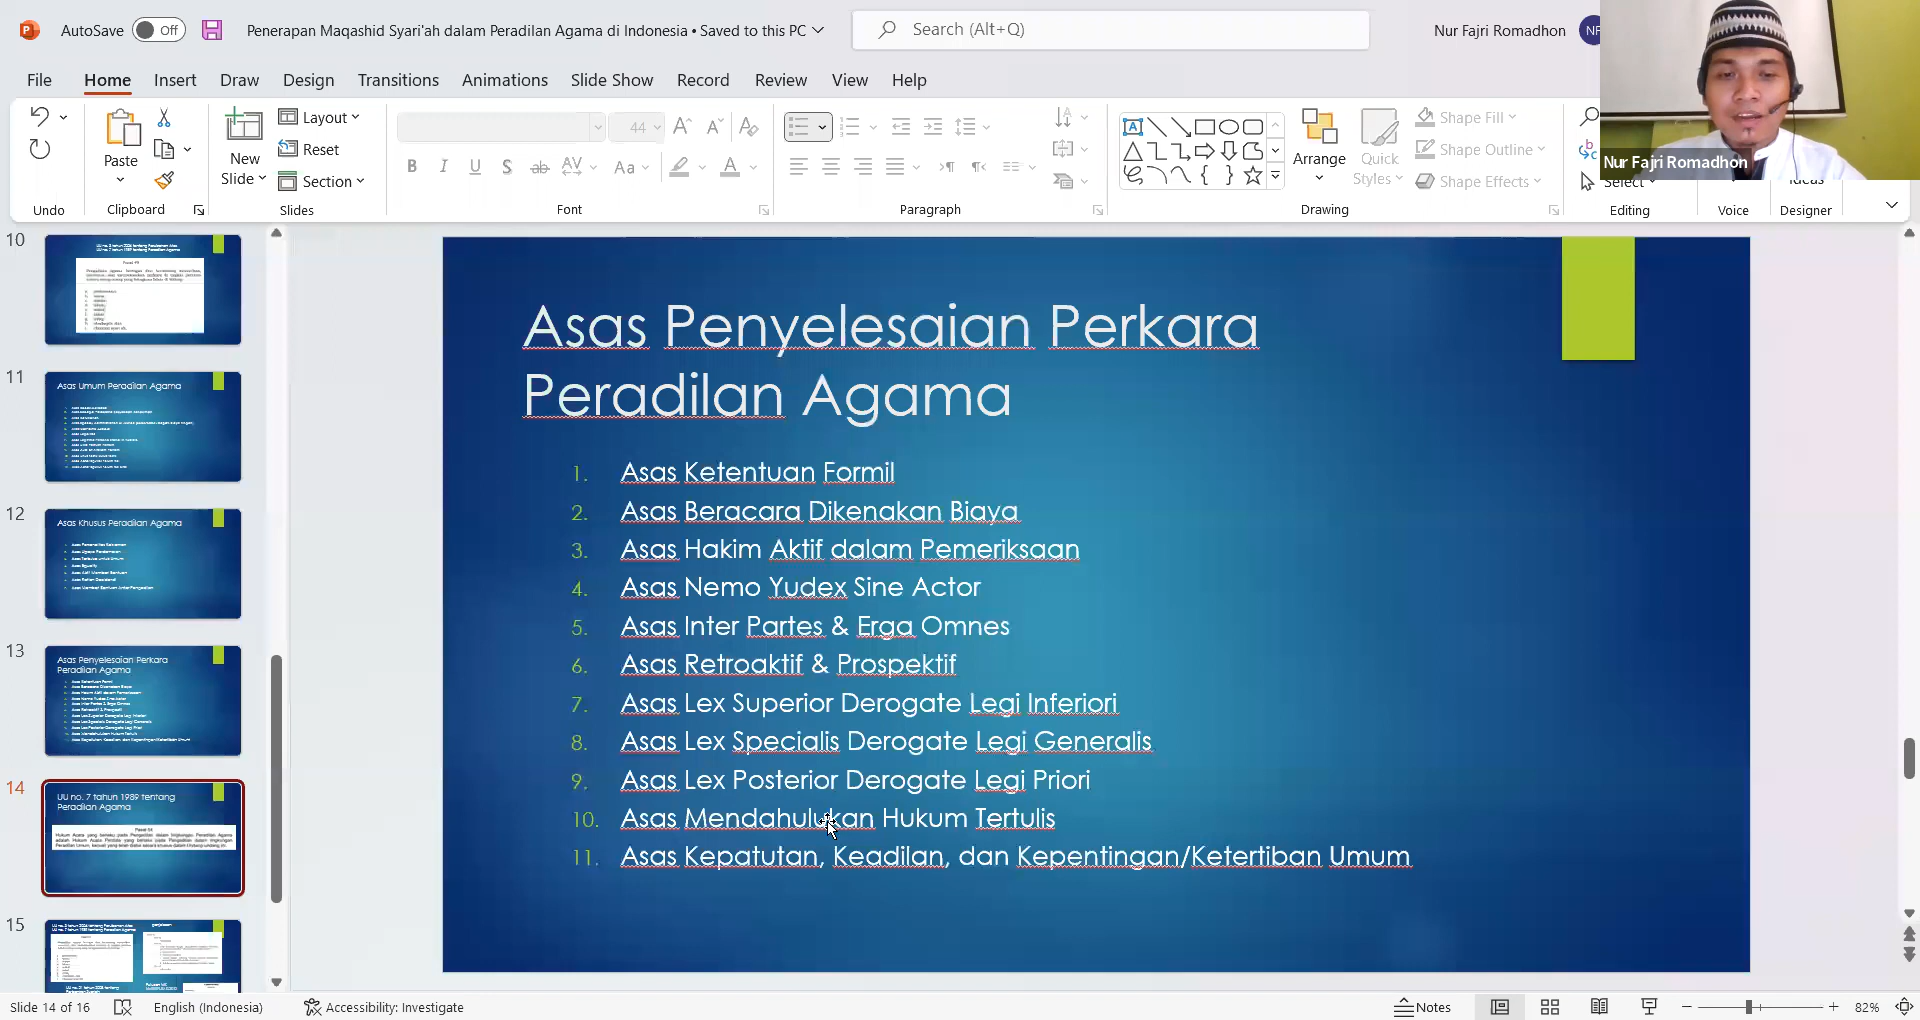 AutoSave Off Penerapan Maqashid Syari'ah dalam Peradilan Agama di Indonesia • Saved to this PC Search (Alt+Q) Nur Fajri Romadhon NF
File Home Insert Draw Design Transitions Animations Slide Show Record Review View Help
Undo
Paste
Clipboard
New Slide
Layout
Reset
Section
Slides
44
Font
Paragraph
Arrange
Quick Styles
Shape Fill
Shape Outline
Shape Effects
Drawing
Select
Editing
Voice
Designer
Nur Fajri Romadhon
10
11
Asas Umum Peradilan Agama
12
Asas Khusus Peradilan Agama
13
Asas Penyelesaian Perkara
Peradilan Agama
14
UU no. 7 tahun 1989 tentang
Peradilan Agama
15
Asas Penyelesaian Perkara
Peradilan Agama
1. Asas Ketentuan Formil
2. Asas Beracara Dikenakan Biaya
3. Asas Hakim Aktif dalam Pemeriksaan
4. Asas Nemo Yudex Sine Actor
5. Asas Inter Partes & Erga Omnes
6. Asas Retroaktif & Prospektif
7. Asas Lex Superior Derogate Legi Inferiori
8. Asas Lex Specialis Derogate Legi Generalis
9. Asas Lex Posterior Derogate Legi Priori
10. Asas Mendahulukan Hukum Tertulis
11. Asas Kepatutan, Keadilan, dan Kepentingan/Ketertiban Umum
Slide 14 of 16 English (Indonesia) Accessibility: Investigate Notes 82%